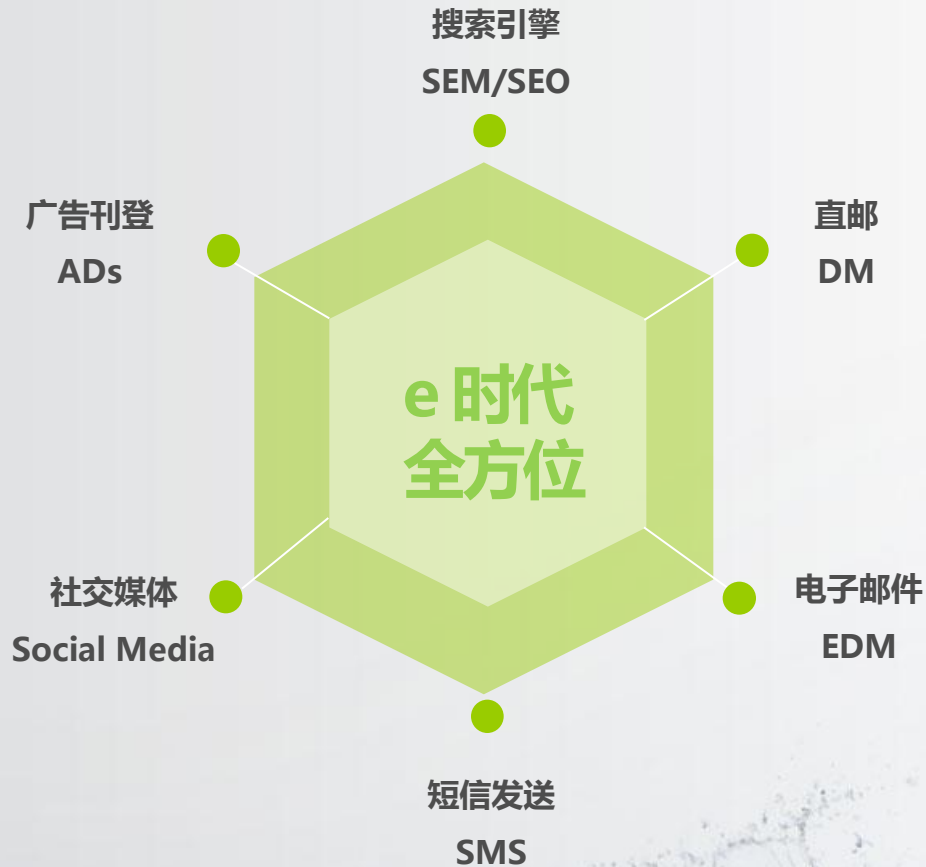 搜索引擎
SEM/SEO
广告刊登
ADs
直邮
DM
e 时代
全方位
社交媒体
Social Media
电子邮件
EDM
短信发送
SMS